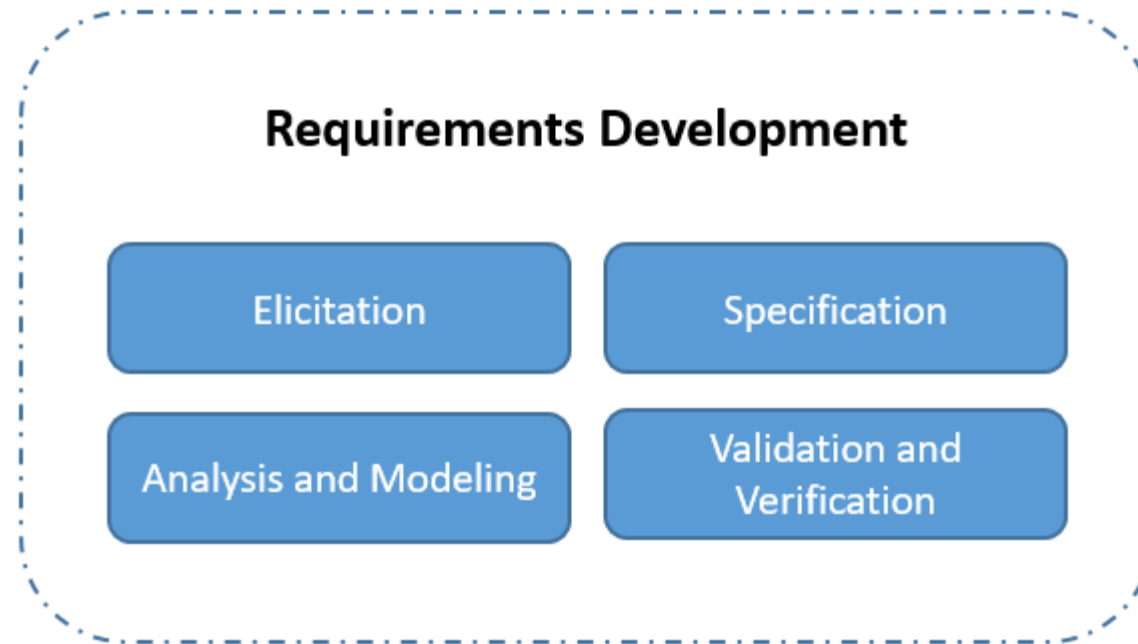 Requirements Development
Elicitation
Specification
Analysis and Modeling
Validation and
Verification